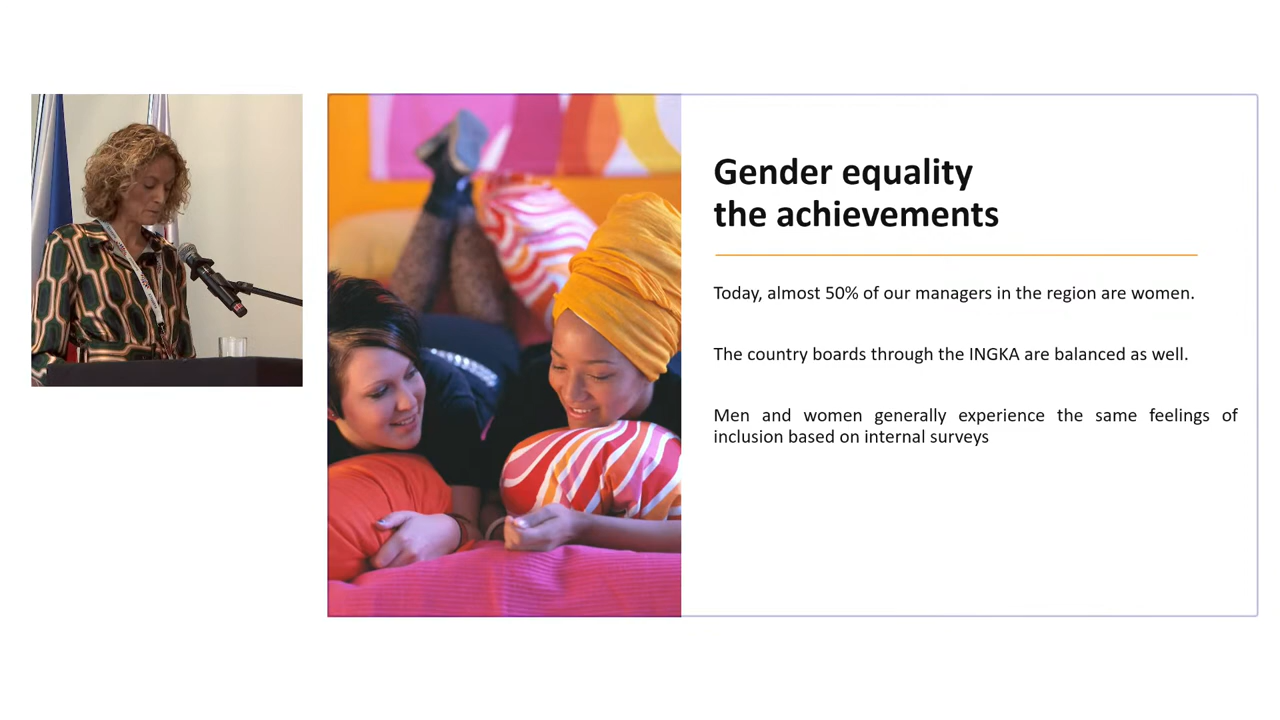 Gender equality
the achievements
Today, almost 50% of our managers in the region are women.
The country boards through the INGKA are balanced as well.
Men and women generally experience the same feelings of
inclusion based on internal surveys